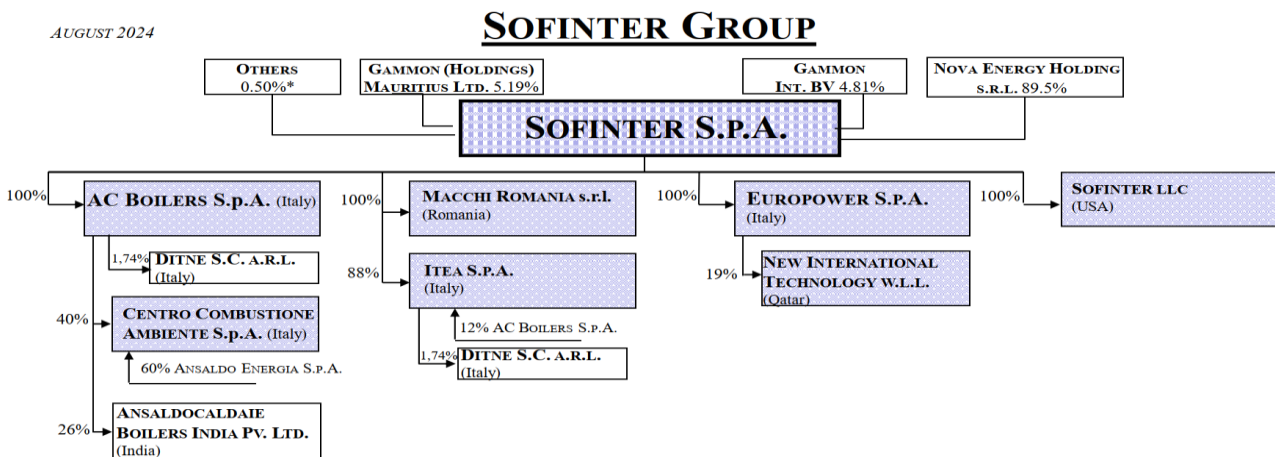 AUGUST 2024
SOFINTER GROUP
OTHERS
0.50%*
GAMMON (HOLDINGS)
MAURITIUS LTD. 5.19%
GAMMON
INT. BV 4.81%
NOVA ENERGY HOLDING
S.R.L. 89.5%
SOFINTER S.P.A.
100%
AC BOILERS S.p.A. (Italy)
1,74%
DITNE S.C. A.R.L.
(Italy)
40%
CENTRO COMBUSTIONE
AMBIENTE S.p.A. (Italy)
60% ANSALDO ENERGIA S.P.A.
26%
ANSALDOCALDAIE
BOILERS INDIA PV. LTD.
(India)
100%
MACCHI ROMANIA S.R.L.
(Romania)
88%
ITEA S.P.A.
(Italy)
12% AC BOILERS S.P.A.
1,74%
DITNE S.C. A.R.L.
(Italy)
100%
EUROPOWER S.P.A.
(Italy)
19%
NEW INTERNATIONAL
TECHNOLOGY W.L.L.
(Qatar)
100%
SOFINTER LLC
(USA)